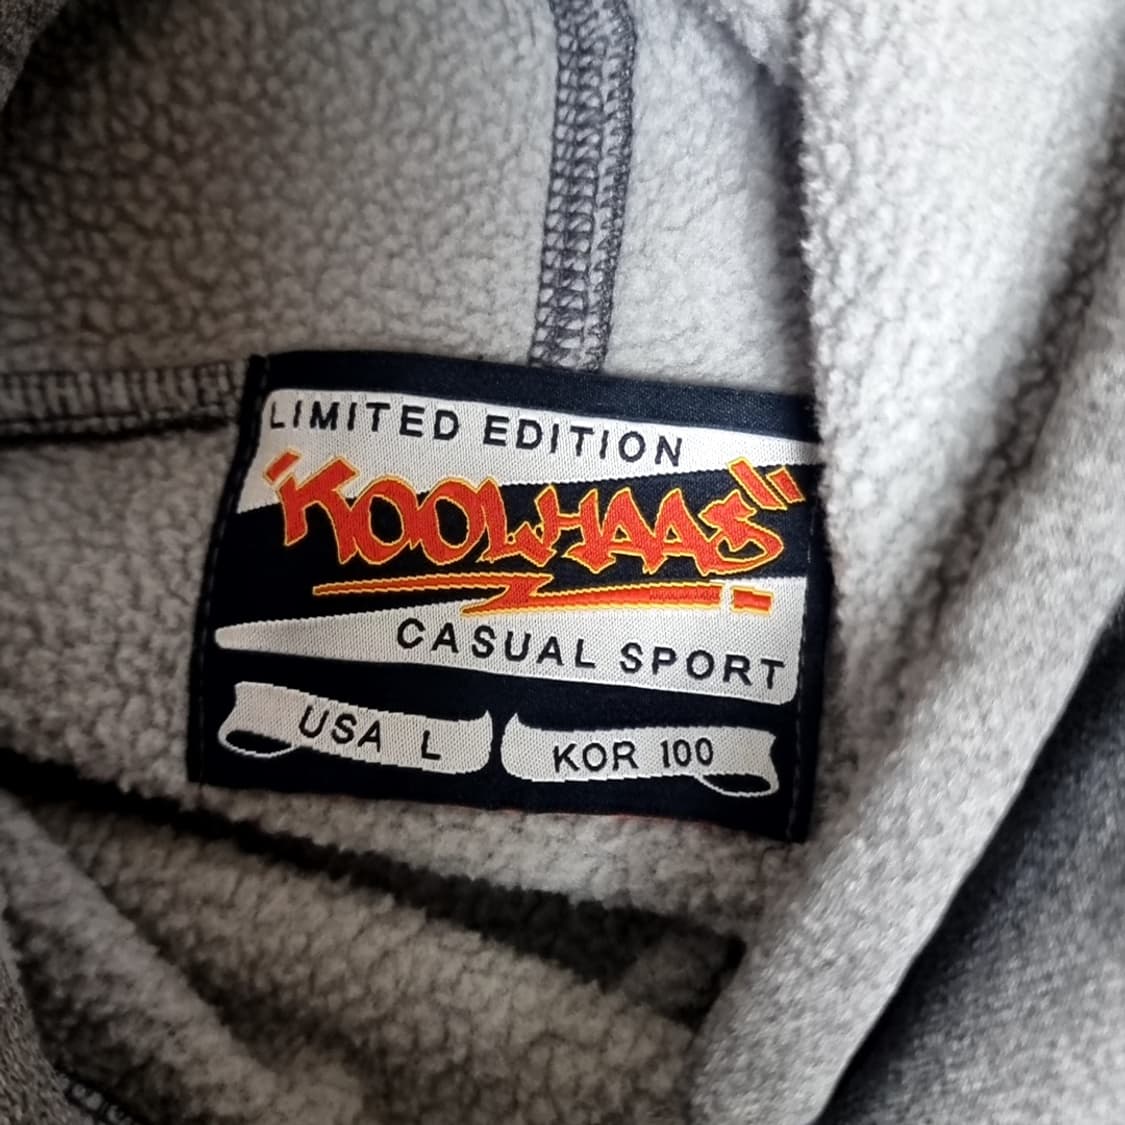 LIMITED EDITION
"KOOLHAAS"
CASUAL SPORT
USA L KOR 100